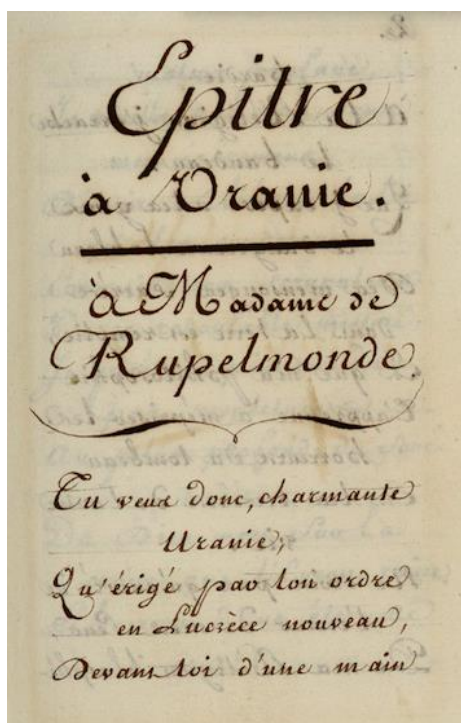 Epitre
à Uranie.
à Madame de
Rupelmonde.
Tu veux donc, charmante
Uranie,
Qu'érigé par ton ordre
en Lucrèce nouveau,
Devant toi d'une main